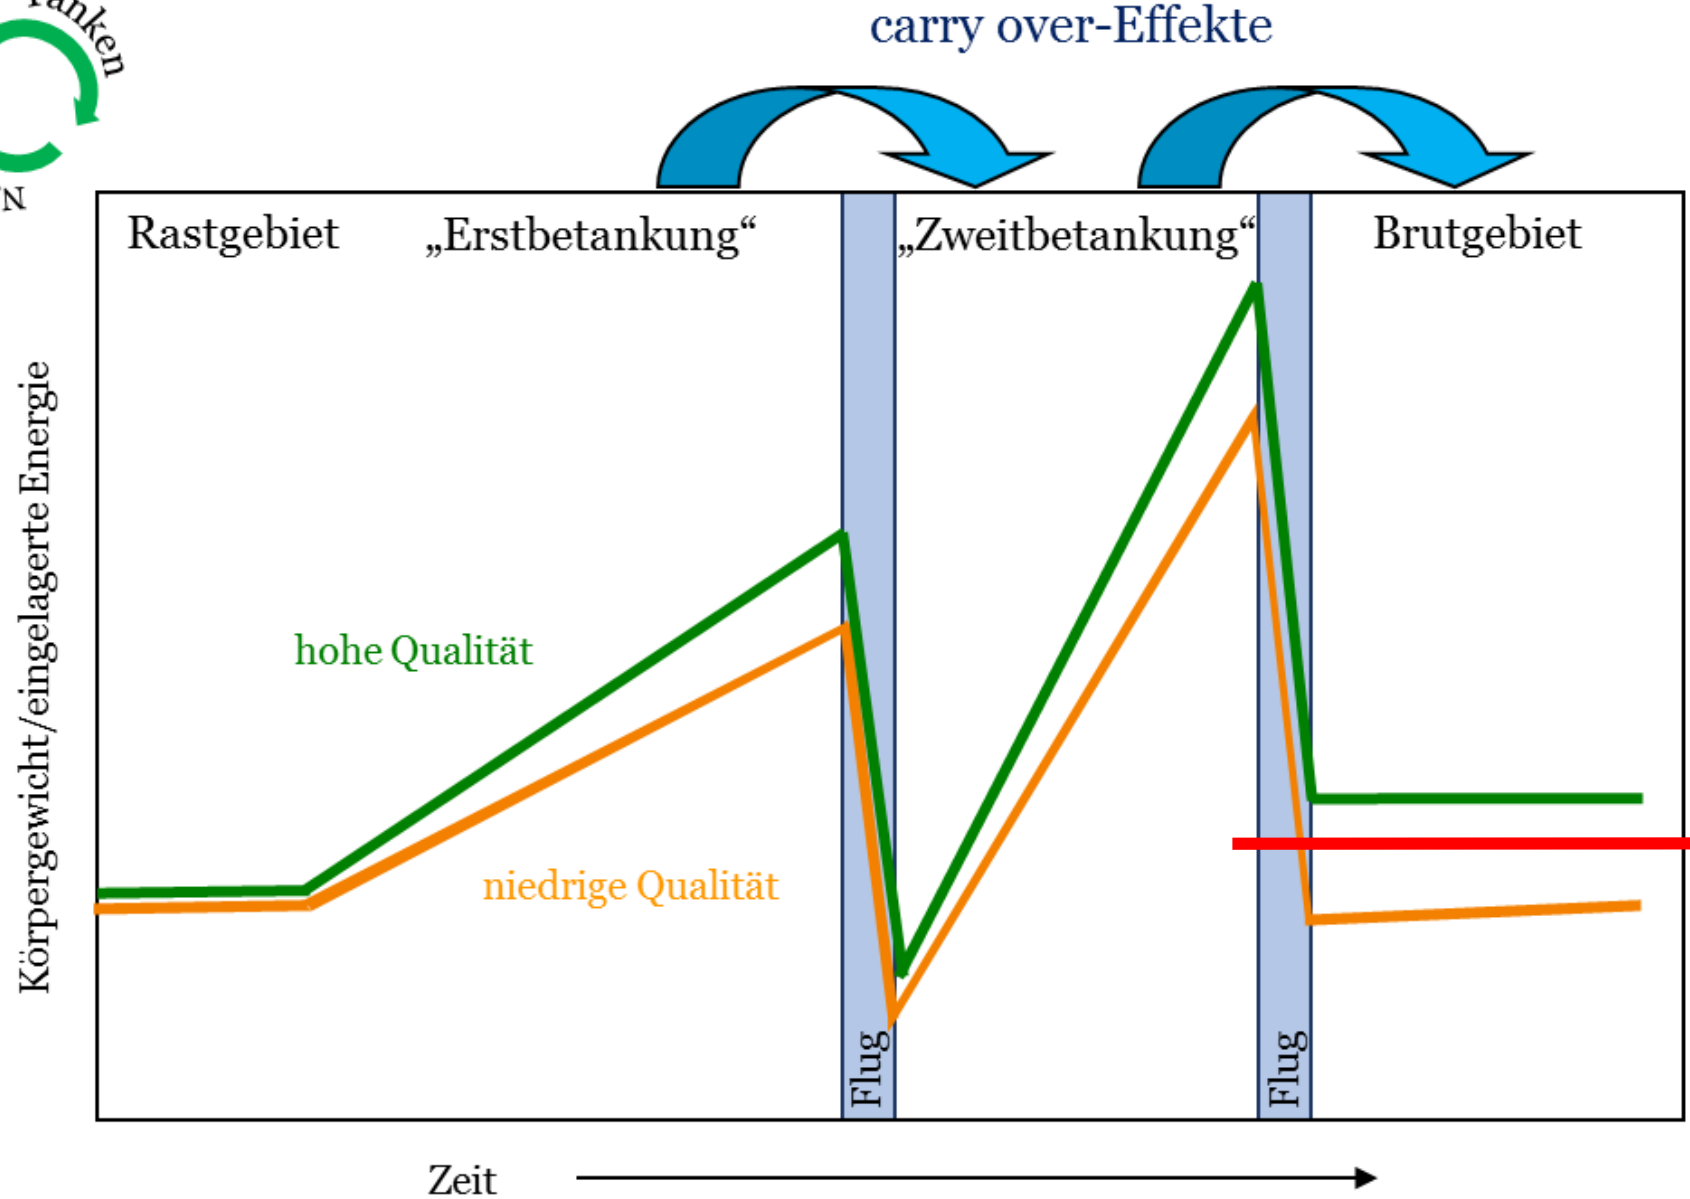 carry over-Effekte
Rastgebiet
„Erstbetankung“
„Zweitbetankung“
Brutgebiet
Körpergewicht/eingelagerte Energie
hohe Qualität
niedrige Qualität
Flug
Flug
Zeit